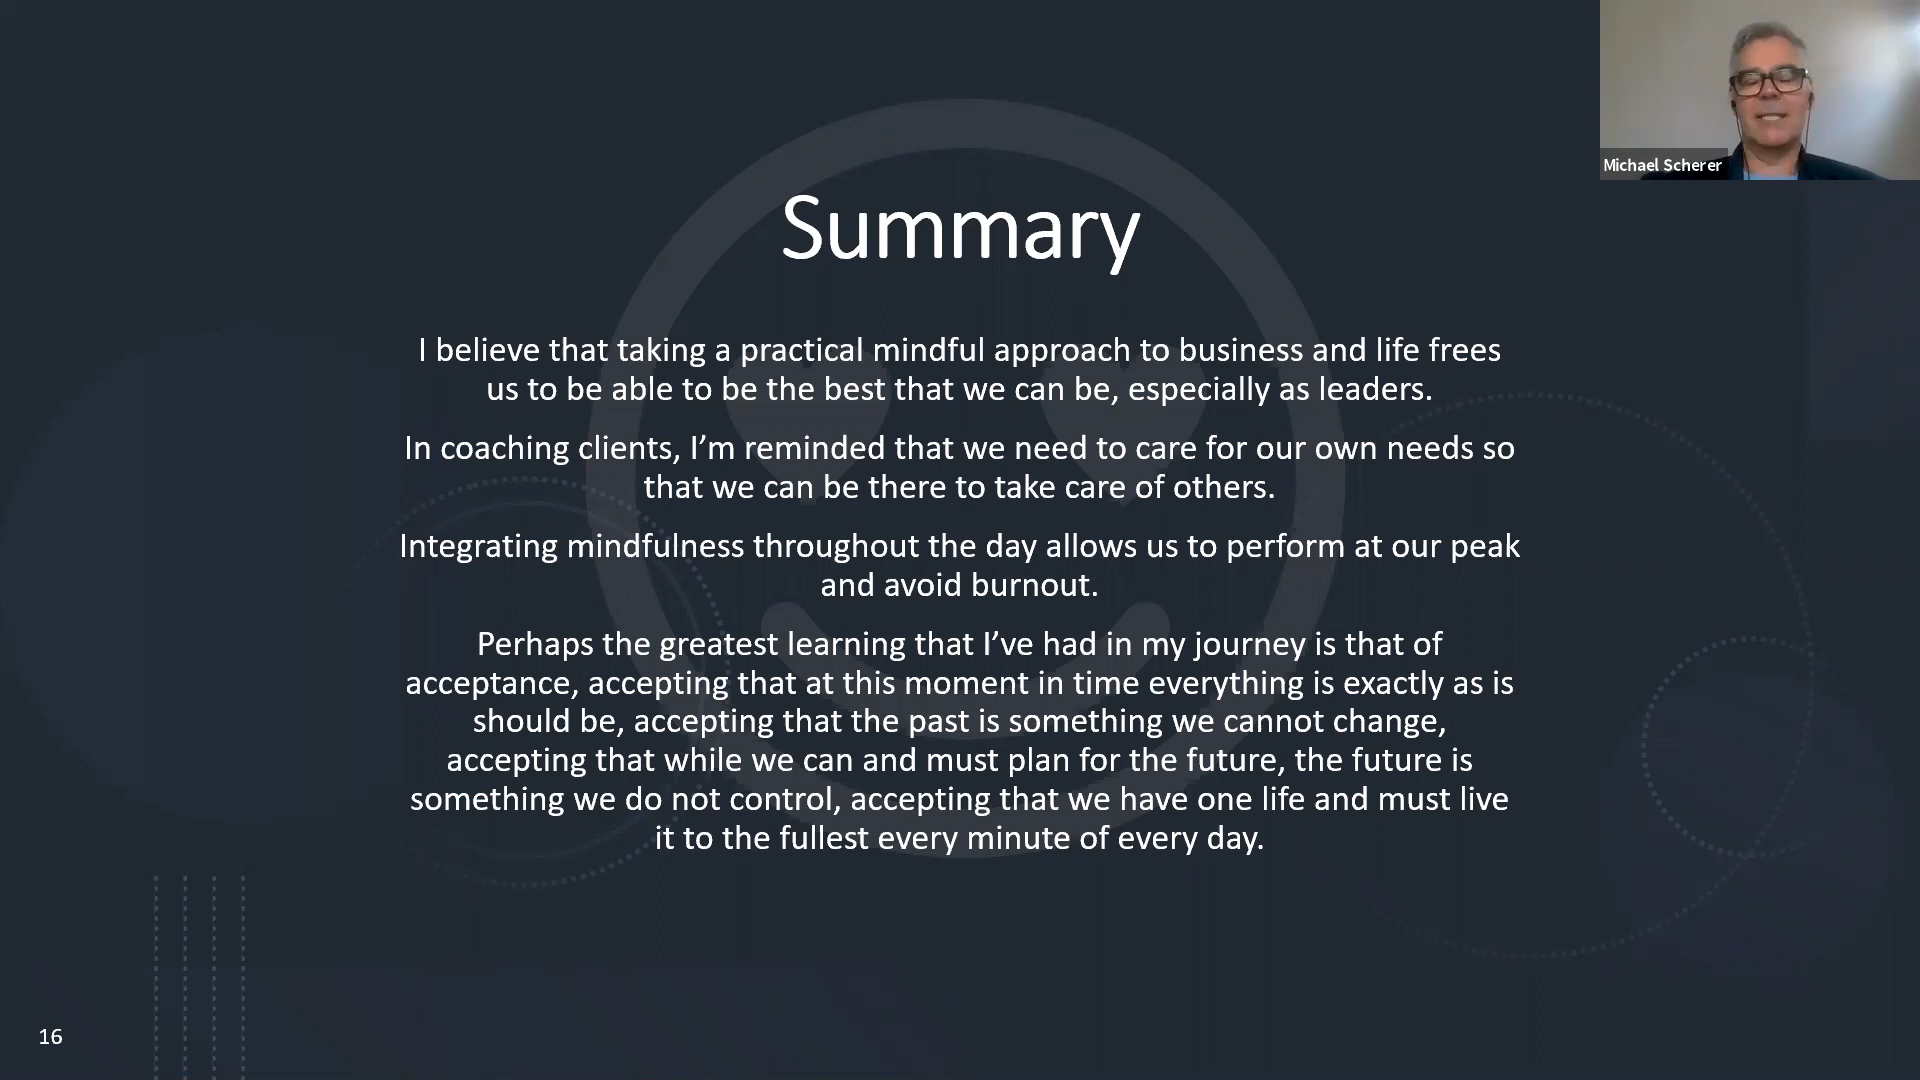 Michael Scherer
Summary
I believe that taking a practical mindful approach to business and life frees
us to be able to be the best that we can be, especially as leaders.
In coaching clients, I’m reminded that we need to care for our own needs so
that we can be there to take care of others.
Integrating mindfulness throughout the day allows us to perform at our peak
and avoid burnout.
Perhaps the greatest learning that I’ve had in my journey is that of
acceptance, accepting that at this moment in time everything is exactly as is
should be, accepting that the past is something we cannot change,
accepting that while we can and must plan for the future, the future is
something we do not control, accepting that we have one life and must live
it to the fullest every minute of every day.
16